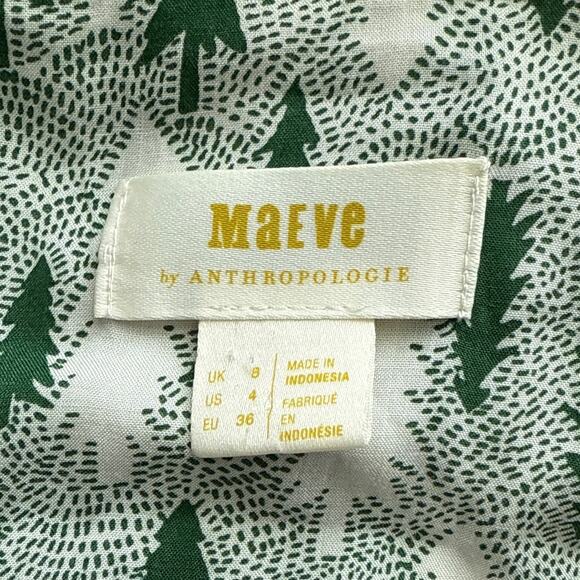 MaEVe
by ANTHROPOLOGIE
UK 8
US 4
EU 36
MADE IN
INDONESIA
FABRIQUÉ
EN
INDONÉSIE